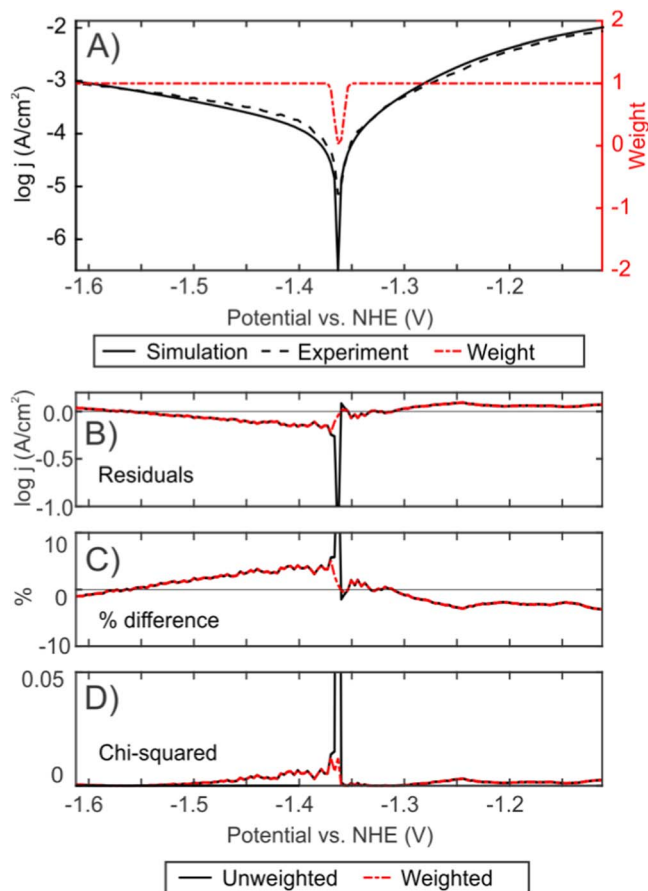 A)
-2
-3
-4
-5
-6
log j (A/cm²)
2
1
0
-1
-2
Weight
-1.6 -1.5 -1.4 -1.3 -1.2
Potential vs. NHE (V)
Simulation Experiment Weight
B)
0.0
-0.5
-1.0
log j (A/cm²)
Residuals
C)
10
0
-10
%
% difference
D)
0.05
0
Chi-squared
-1.6 -1.5 -1.4 -1.3 -1.2
Potential vs. NHE (V)
Unweighted Weighted